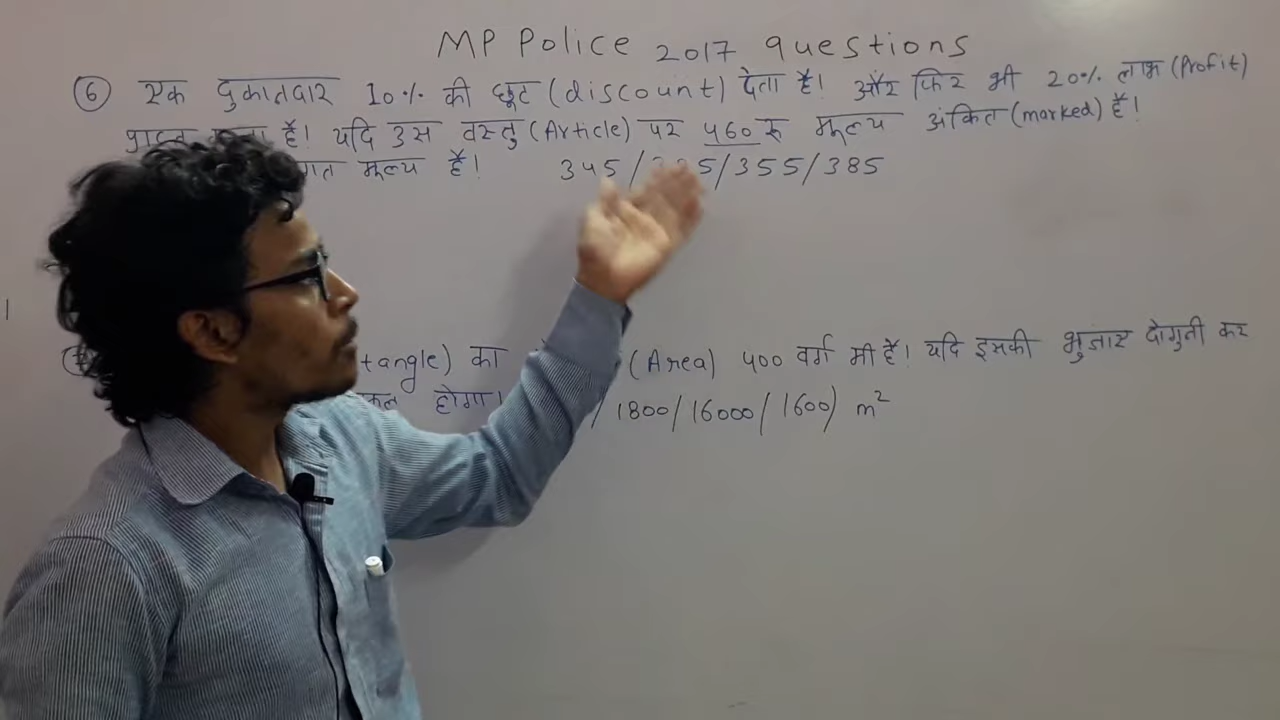 MP Police 2017 questions
⑥ एक दुकानदार 10% की छूट (discount) देता है। और फिर भी 20% लाभ (Profit)
है। यदि उस वस्तु (Article) पर 460 रू मूल्य अंकित (marked) है।
मूल्य है। 345/ 5/355/385
tangle) का (Area) 400 वर्ग मी है। यदि इसकी भुजाएं दोगुनी कर
होगा। / 1800/16000/1600) m²